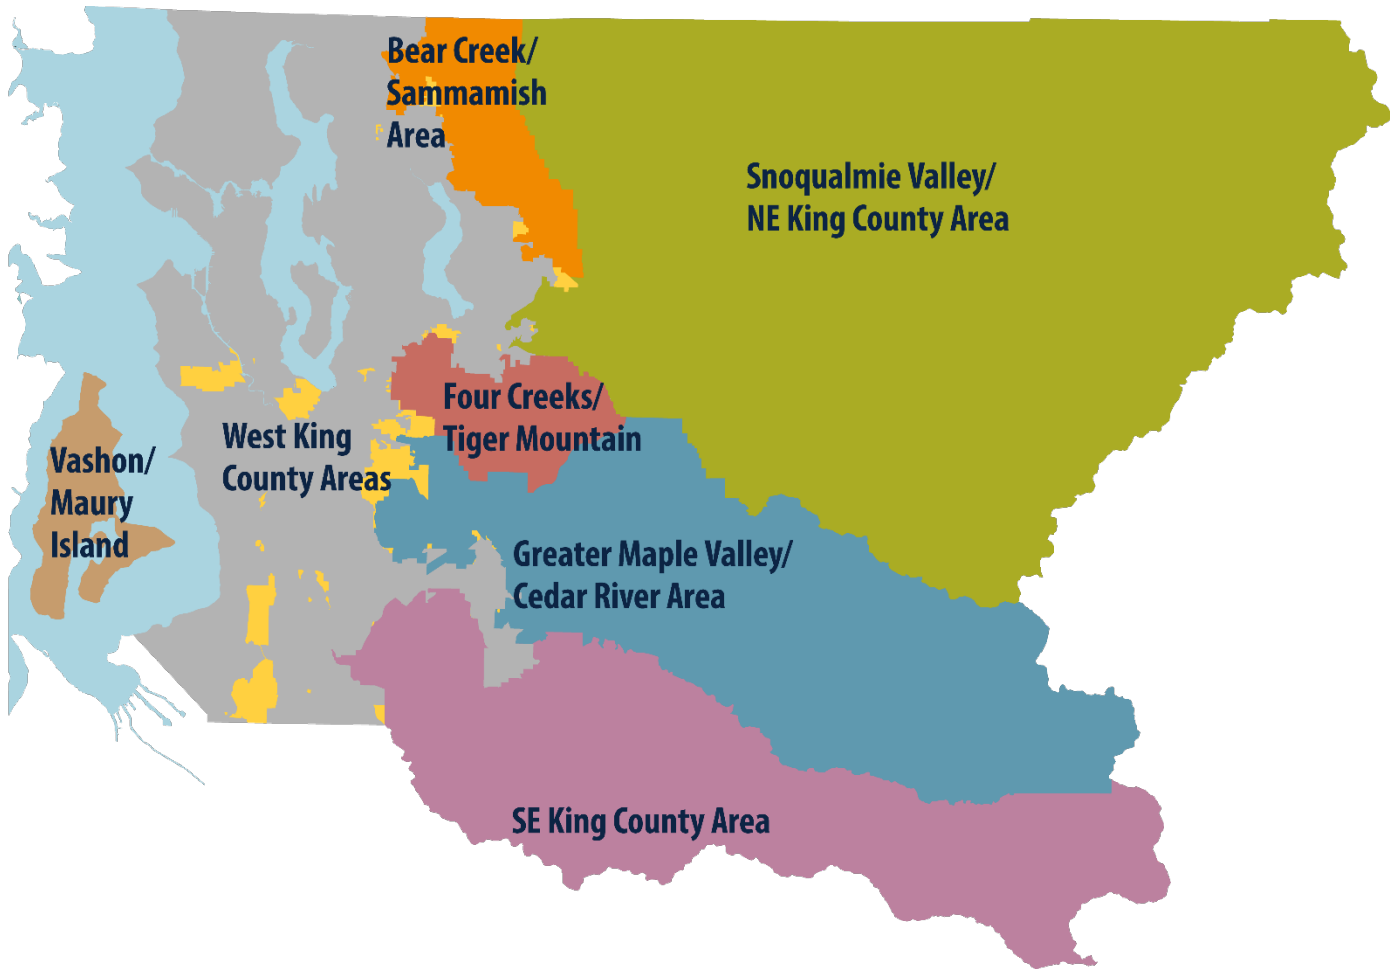 Bear Creek/
Sammamish
Area
Snoqualmie Valley/
NE King County Area
Four Creeks/
Tiger Mountain
West King
County Areas
Vashon/
Maury
Island
Greater Maple Valley/
Cedar River Area
SE King County Area